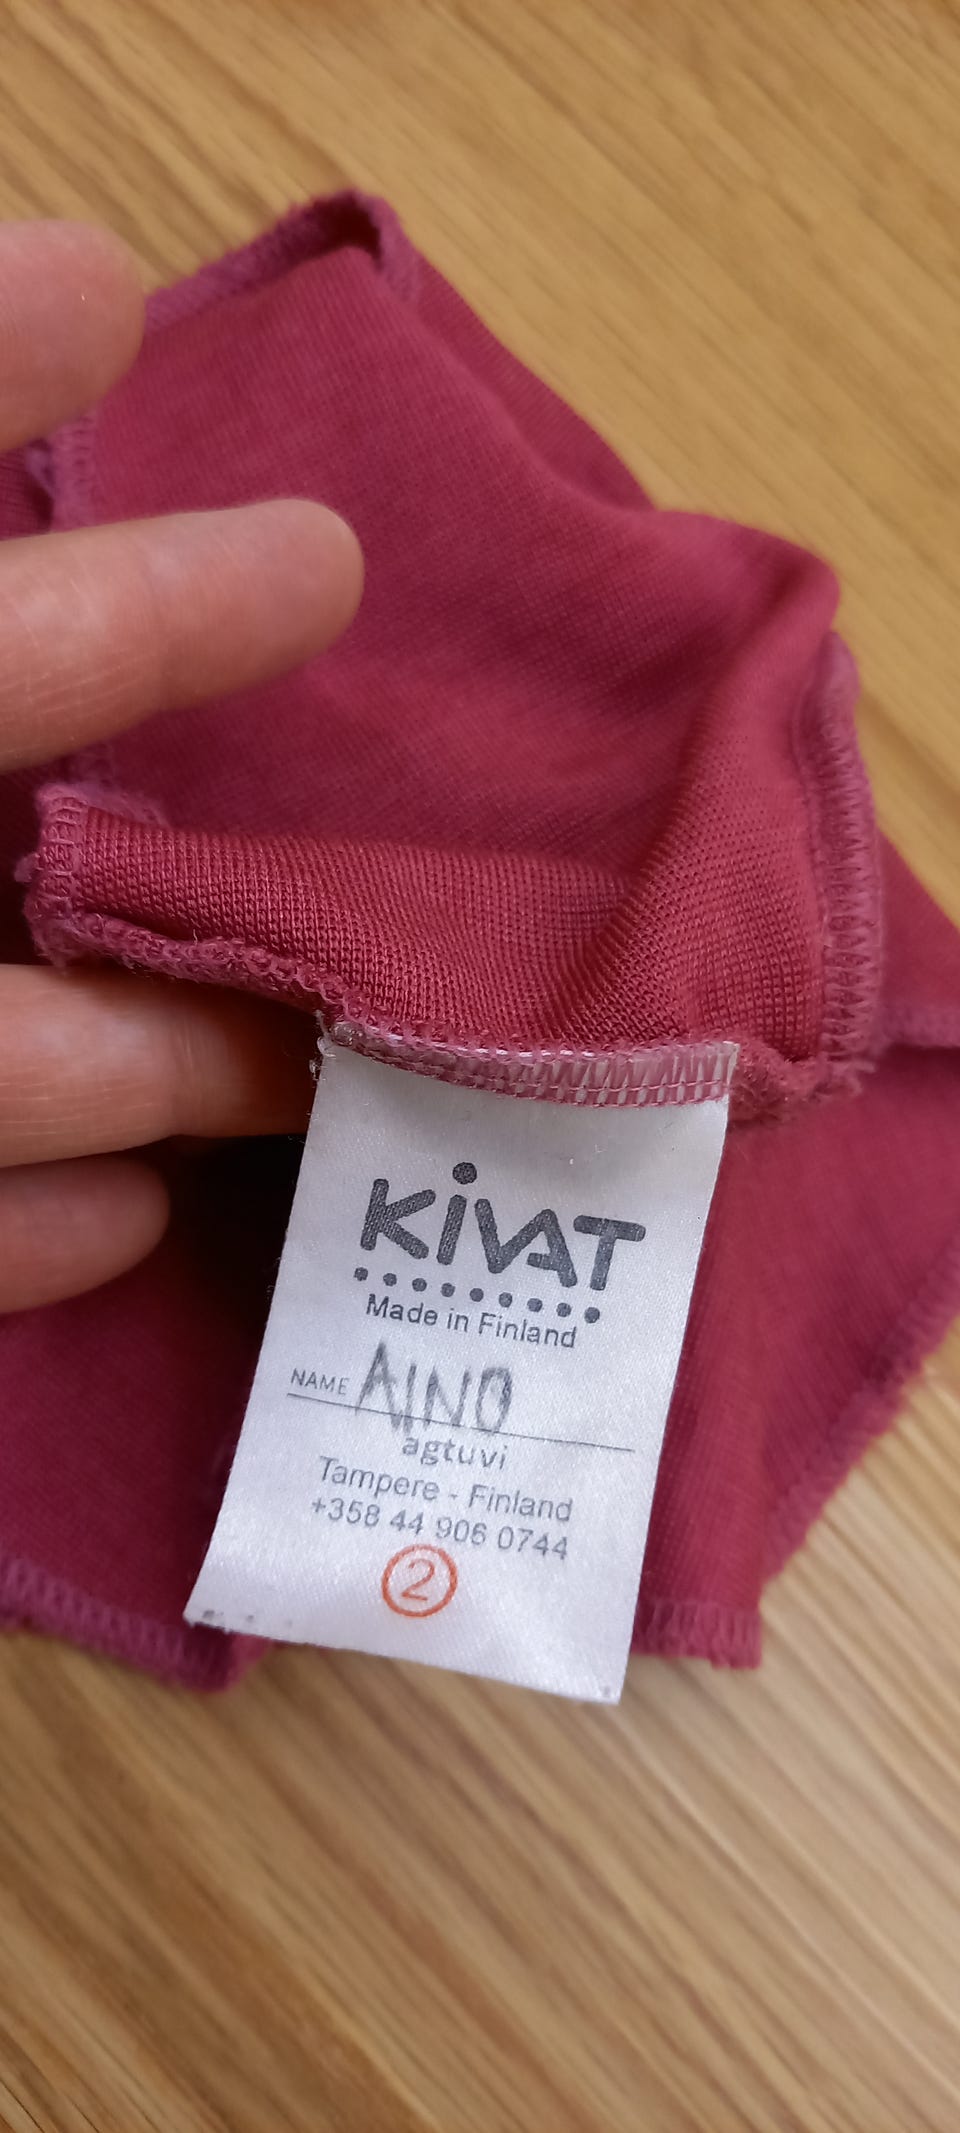 KiVAT
Made in Finland
NAME AINO
agtuvi
Tampere - Finland
+358 44 906 0744
2